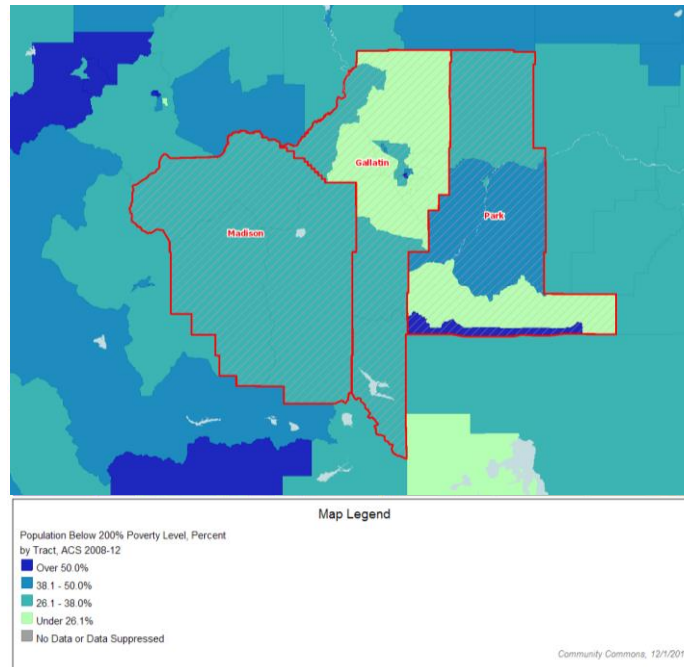 Gallatin
Park
Madison
Map Legend
Population Below 200% Poverty Level, Percent
by Tract, ACS 2008-12
Over 50.0%
38.1 - 50.0%
26.1 - 38.0%
Under 26.1%
No Data or Data Suppressed
Community Commons, 12/1/201